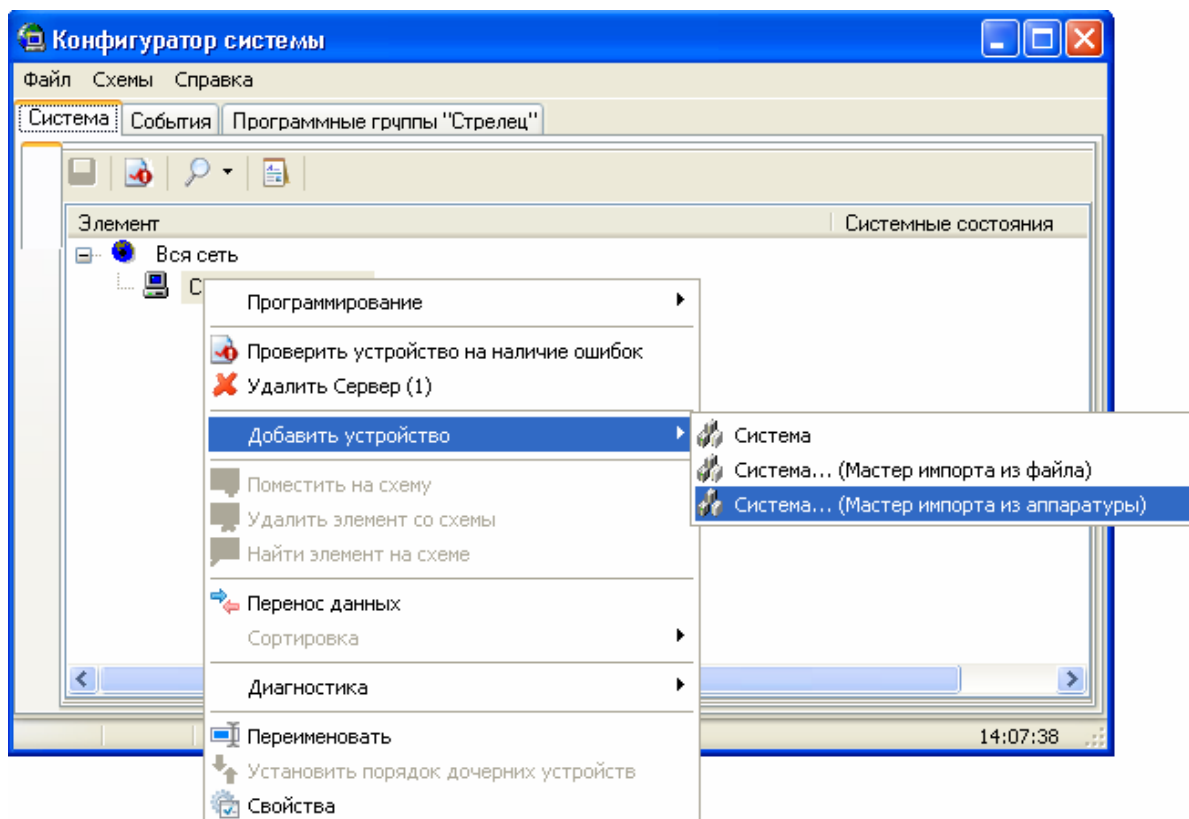 Конфигуратор системы
Файл Схемы Справка
Система События Программные группы "Стрелец"
Элемент Системные состояния
Вся сеть
С
Программирование
Проверить устройство на наличие ошибок
Удалить Сервер (1)
Добавить устройство
Система
Система... (Мастер импорта из файла)
Система... (Мастер импорта из аппаратуры)
Поместить на схему
Удалить элемент со схемы
Найти элемент на схеме
Перенос данных
Сортировка
Диагностика
Переименовать
14:07:38
Установить порядок дочерних устройств
Свойства